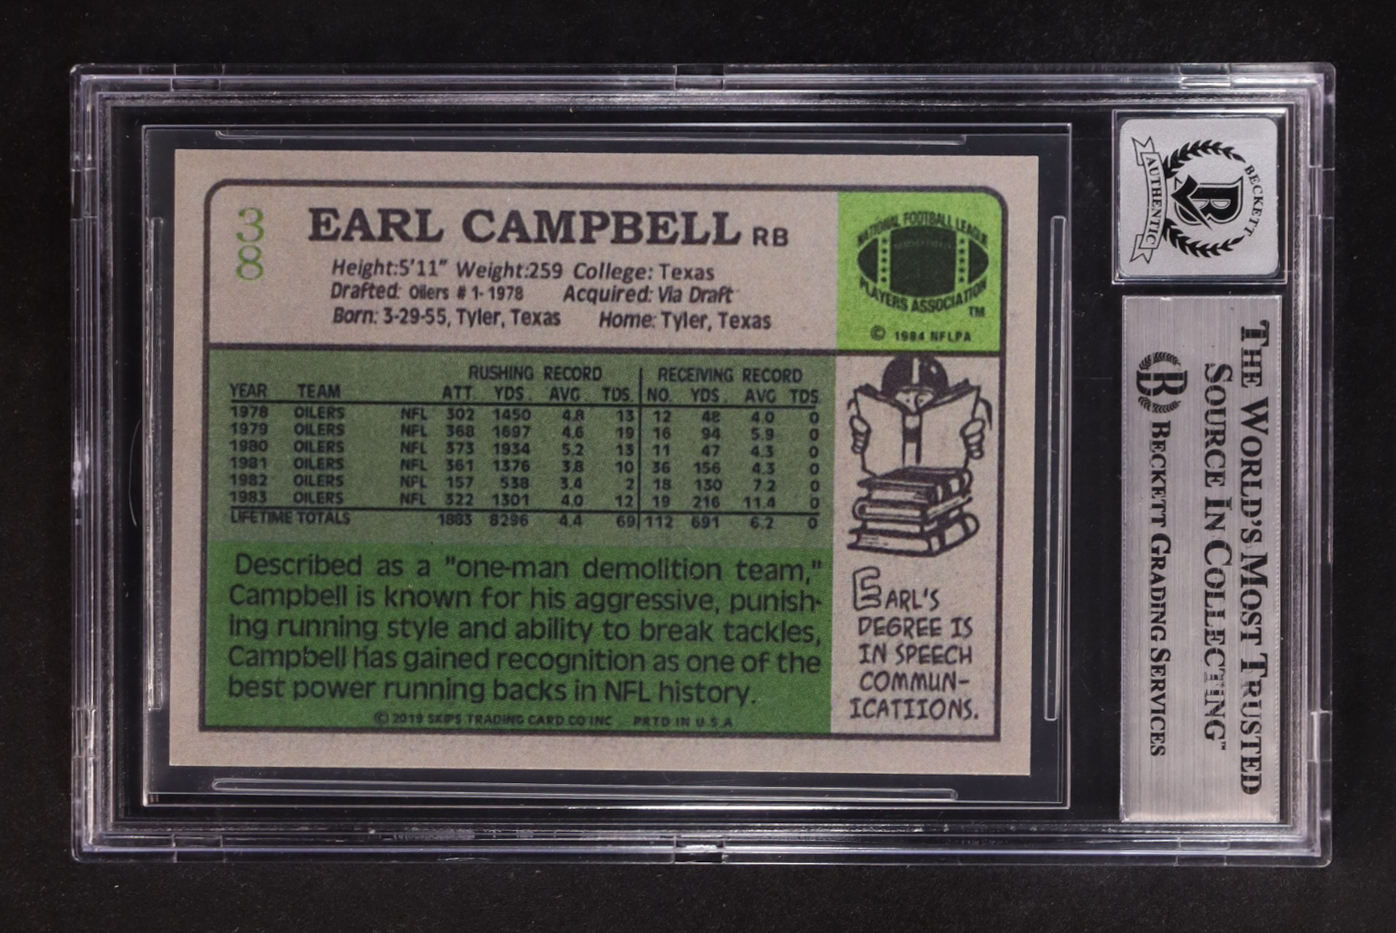 38
EARL CAMPBELL RB
Height:5'11" Weight:259 College: Texas
Drafted: Oilers # 1- 1978 Acquired: Via Draft
Born: 3-29-55, Tyler, Texas Home: Tyler, Texas
NATIONAL FOOTBALL LEAGUE
PLAYERS ASSOCIATION
TM
© 1984 NFLPA
RUSHING RECORD RECEIVING RECORD
YEAR TEAM ATT. YDS. AVG. TDS. NO. YDS. AVG. TDS.
1978 OILERS NFL 302 1450 4.8 13 12 48 4.0 0
1979 OILERS NFL 368 1697 4.6 19 16 94 5.9 0
1980 OILERS NFL 373 1934 5.2 13 11 47 4.3 0
1981 OILERS NFL 361 1376 3.8 10 36 156 4.3 0
1982 OILERS NFL 157 538 3.4 2 18 130 7.2 0
1983 OILERS NFL 322 1301 4.0 12 19 216 11.4 0
LIFETIME TOTALS 1883 8296 4.4 69 112 691 6.2 0
Described as a "one-man demolition team,"
Campbell is known for his aggressive, punish-
ing running style and ability to break tackles,
Campbell has gained recognition as one of the
best power running backs in NFL history.
© 2019 SKIPS TRADING CARD CO INC PRTD IN U.S.A
EARL'S
DEGREE IS
IN SPEECH
COMMUN-
ICATIIONS.
BECKETT
AUTHENTIC
THE WORLD'S MOST TRUSTED
SOURCE IN COLLECTING™
BECKETT GRADING SERVICES